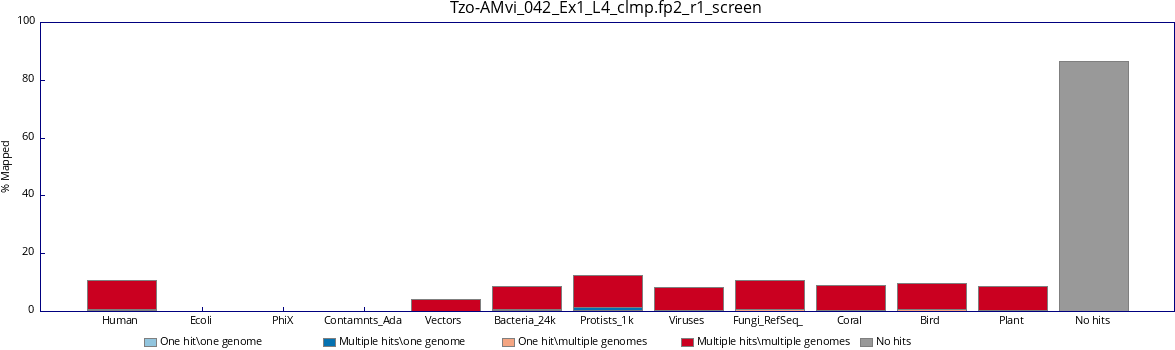 Tzo-AMvi_042_Ex1_L4_clmp.fp2_r1_screen
100
80
60
40
20
0
% Mapped
Human Ecoli PhiX Contamnts_Ada Vectors Bacteria_24k Protists_1k Viruses Fungi_RefSeq_ Coral Bird Plant No hits
One hit\one genome Multiple hits\one genome One hit\multiple genomes Multiple hits\multiple genomes No hits